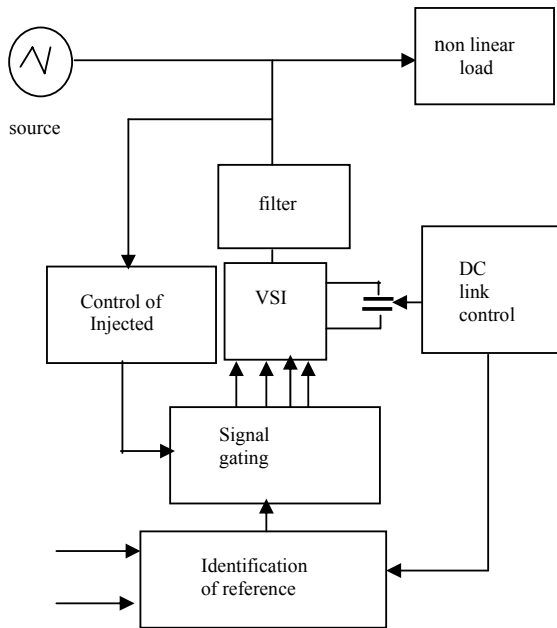 non linear
load
source
filter
VSI
DC
link
control
Control of
Injected
Signal
gating
Identification
of reference